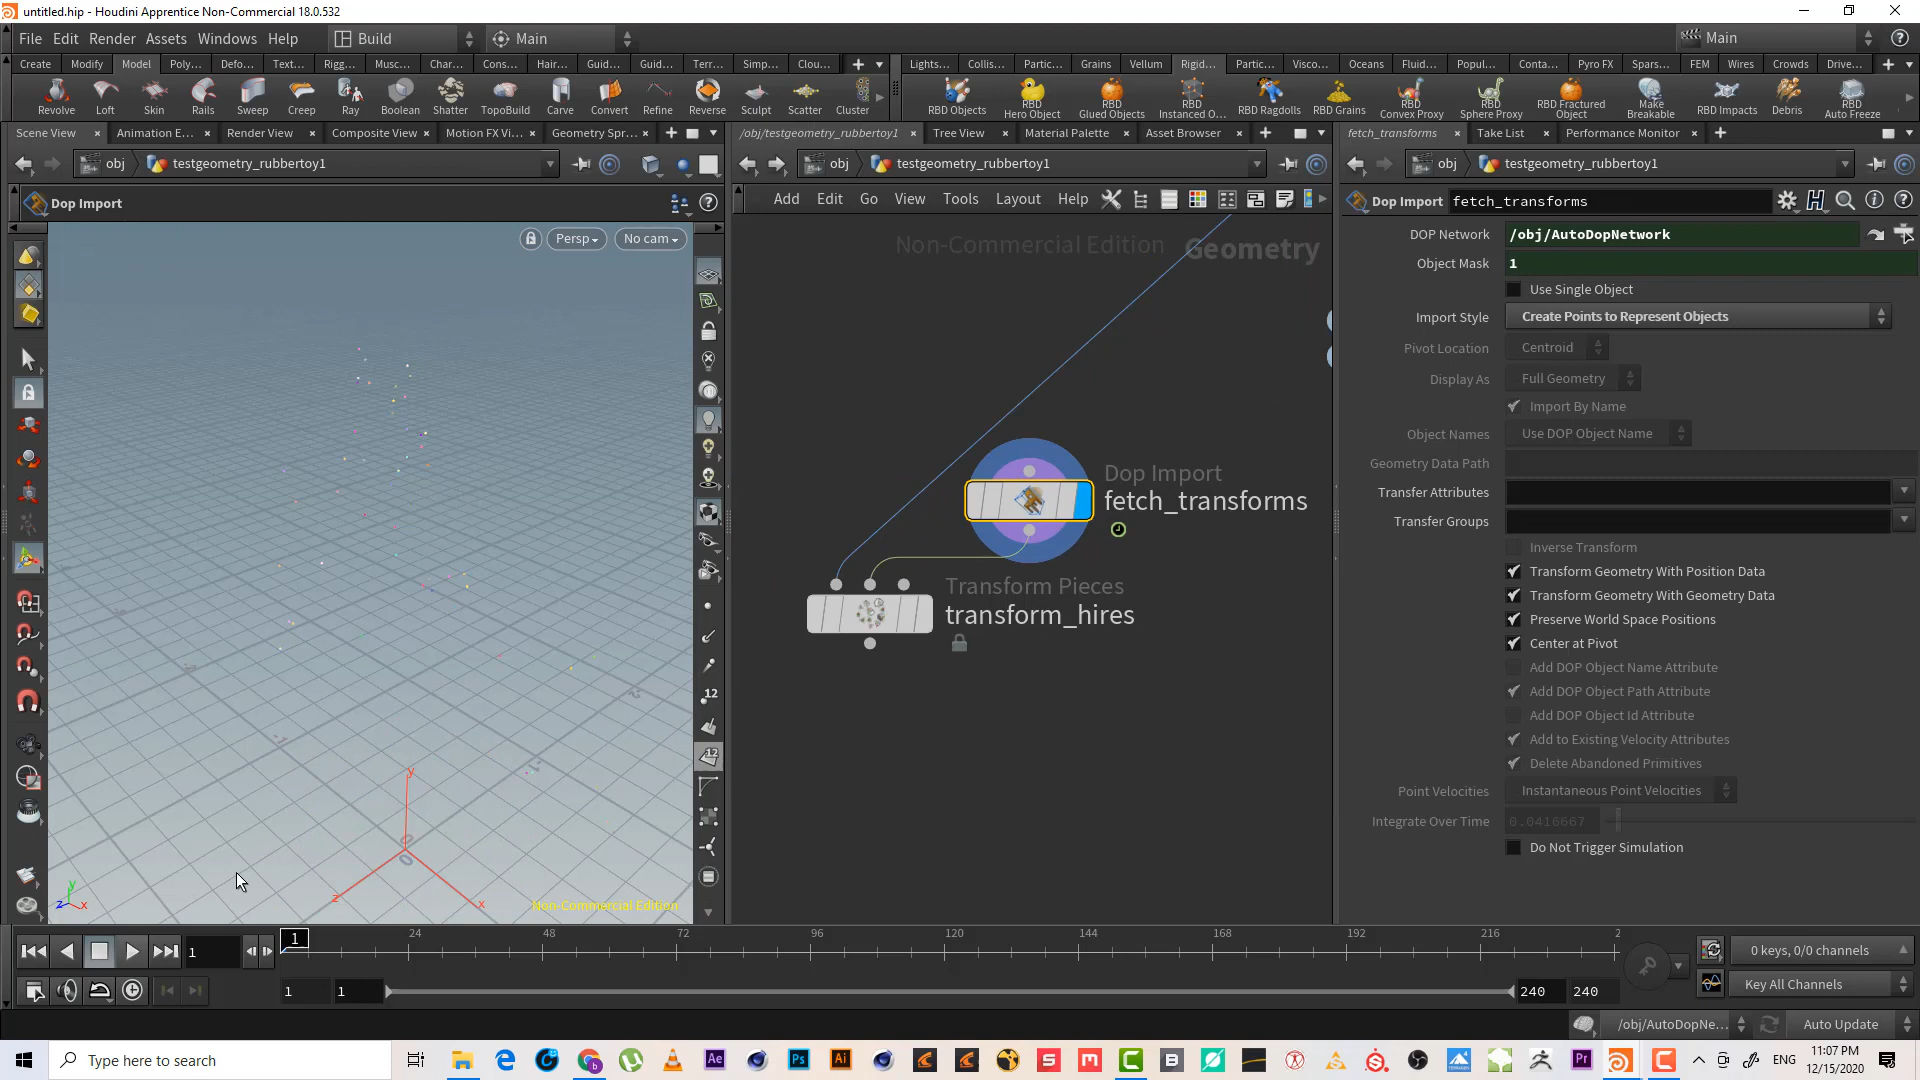 untitled.hip - Houdini Apprentice Non-Commercial 18.0.532
File Edit Render Assets Windows Help Build Main Main
Create Modify Model Poly... Defo... Text... Rigg... Musc... Char... Cons... Hair... Guid... Guid... Terr... Simp... Clou...
Lights... Collis... Partic... Grains Vellum Rigid... Partic... Visco... Oceans Fluid... Popul... Conta... Pyro FX Spars... FEM Wires Crowds Drive...
Revolve Loft Skin Rails Sweep Creep Ray Boolean Shatter TopoBuild Carve Convert Refine Reverse Sculpt Scatter Cluster
RBD Objects RBD Hero Object RBD Glued Objects RBD Instanced O... RBD Ragdolls RBD Grains RBD Convex Proxy RBD Sphere Proxy RBD Fractured Object Make Breakable RBD Impacts Debris RBD Auto Freeze
Scene View Animation E... Render View Composite View Motion FX Vi... Geometry Spr...
/obj/testgeometry_rubbertoy1 Tree View Material Palette Asset Browser
fetch_transforms Take List Performance Monitor
obj testgeometry_rubbertoy1
obj testgeometry_rubbertoy1
obj testgeometry_rubbertoy1
Dop Import
Persp No cam
Non-Commercial Edition
y
x
z
0
y
z
x
12
12
Add Edit Go View Tools Layout Help
Non-Commercial Edition Geometry
Dop Import
fetch_transforms
Transform Pieces
transform_hires
Dop Import fetch_transforms
DOP Network /obj/AutoDopNetwork
Object Mask 1
Use Single Object
Import Style Create Points to Represent Objects
Pivot Location Centroid
Display As Full Geometry
Import By Name
Object Names Use DOP Object Name
Geometry Data Path
Transfer Attributes
Transfer Groups
Inverse Transform
Transform Geometry With Position Data
Transform Geometry With Geometry Data
Preserve World Space Positions
Center at Pivot
Add DOP Object Name Attribute
Add DOP Object Path Attribute
Add DOP Object Id Attribute
Add to Existing Velocity Attributes
Delete Abandoned Primitives
Point Velocities Instantaneous Point Velocities
Integrate Over Time 0.0416667
Do Not Trigger Simulation
1 1 24 48 72 96 120 144 168 192 216 2
0 keys, 0/0 channels
1 1 240 240
Key All Channels
/obj/AutoDopNe... Auto Update
Type here to search
ENG
11:07 PM
12/15/2020